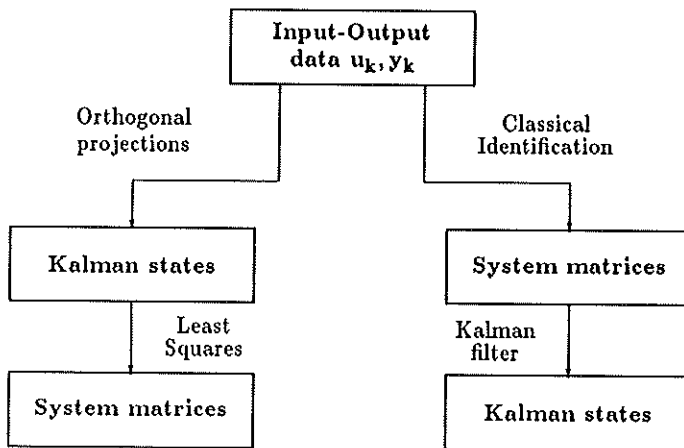 Input-Output
data u_k, y_k
Orthogonal
projections
Classical
Identification
Kalman states
System matrices
Least
Squares
Kalman
filter
System matrices
Kalman states